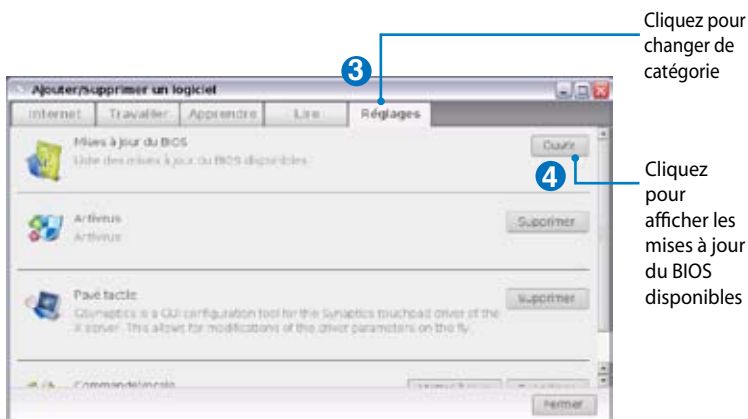 Cliquez pour
changer de
catégorie
3
Ajouter/Supprimer un logiciel
Internet Travailler Apprendre Lire Réglages
Mises à jour du BIOS
Liste des mises à jour du BIOS disponibles
Ouvrir
4
Cliquez
pour
afficher les
mises à jour
du BIOS
disponibles
Antivirus
Antivirus
Supprimer
Pavé tactile
GSynaptics is a GUI configuration tool for the Synaptics touchpad driver of the
X server. This allows for modifications of the driver parameters on the fly.
Supprimer
Commande vocale
Fermer